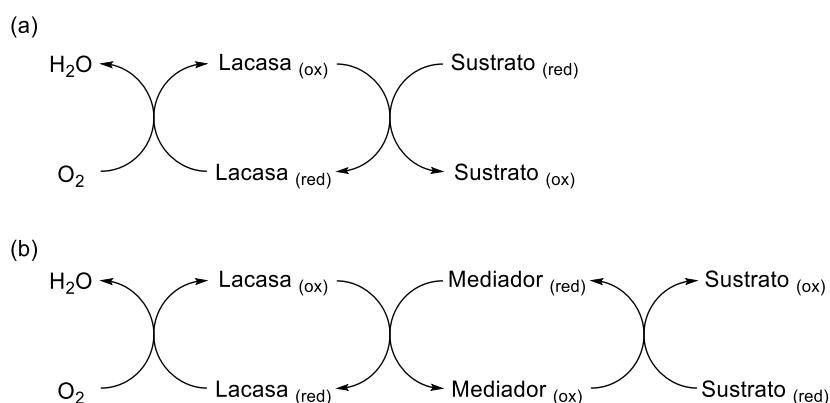 (a)
H₂O Lacasa (ox) Sustrato (red)
O₂ Lacasa (red) Sustrato (ox)
(b)
H₂O Lacasa (ox) Mediador (red) Sustrato (ox)
O₂ Lacasa (red) Mediador (ox) Sustrato (red)